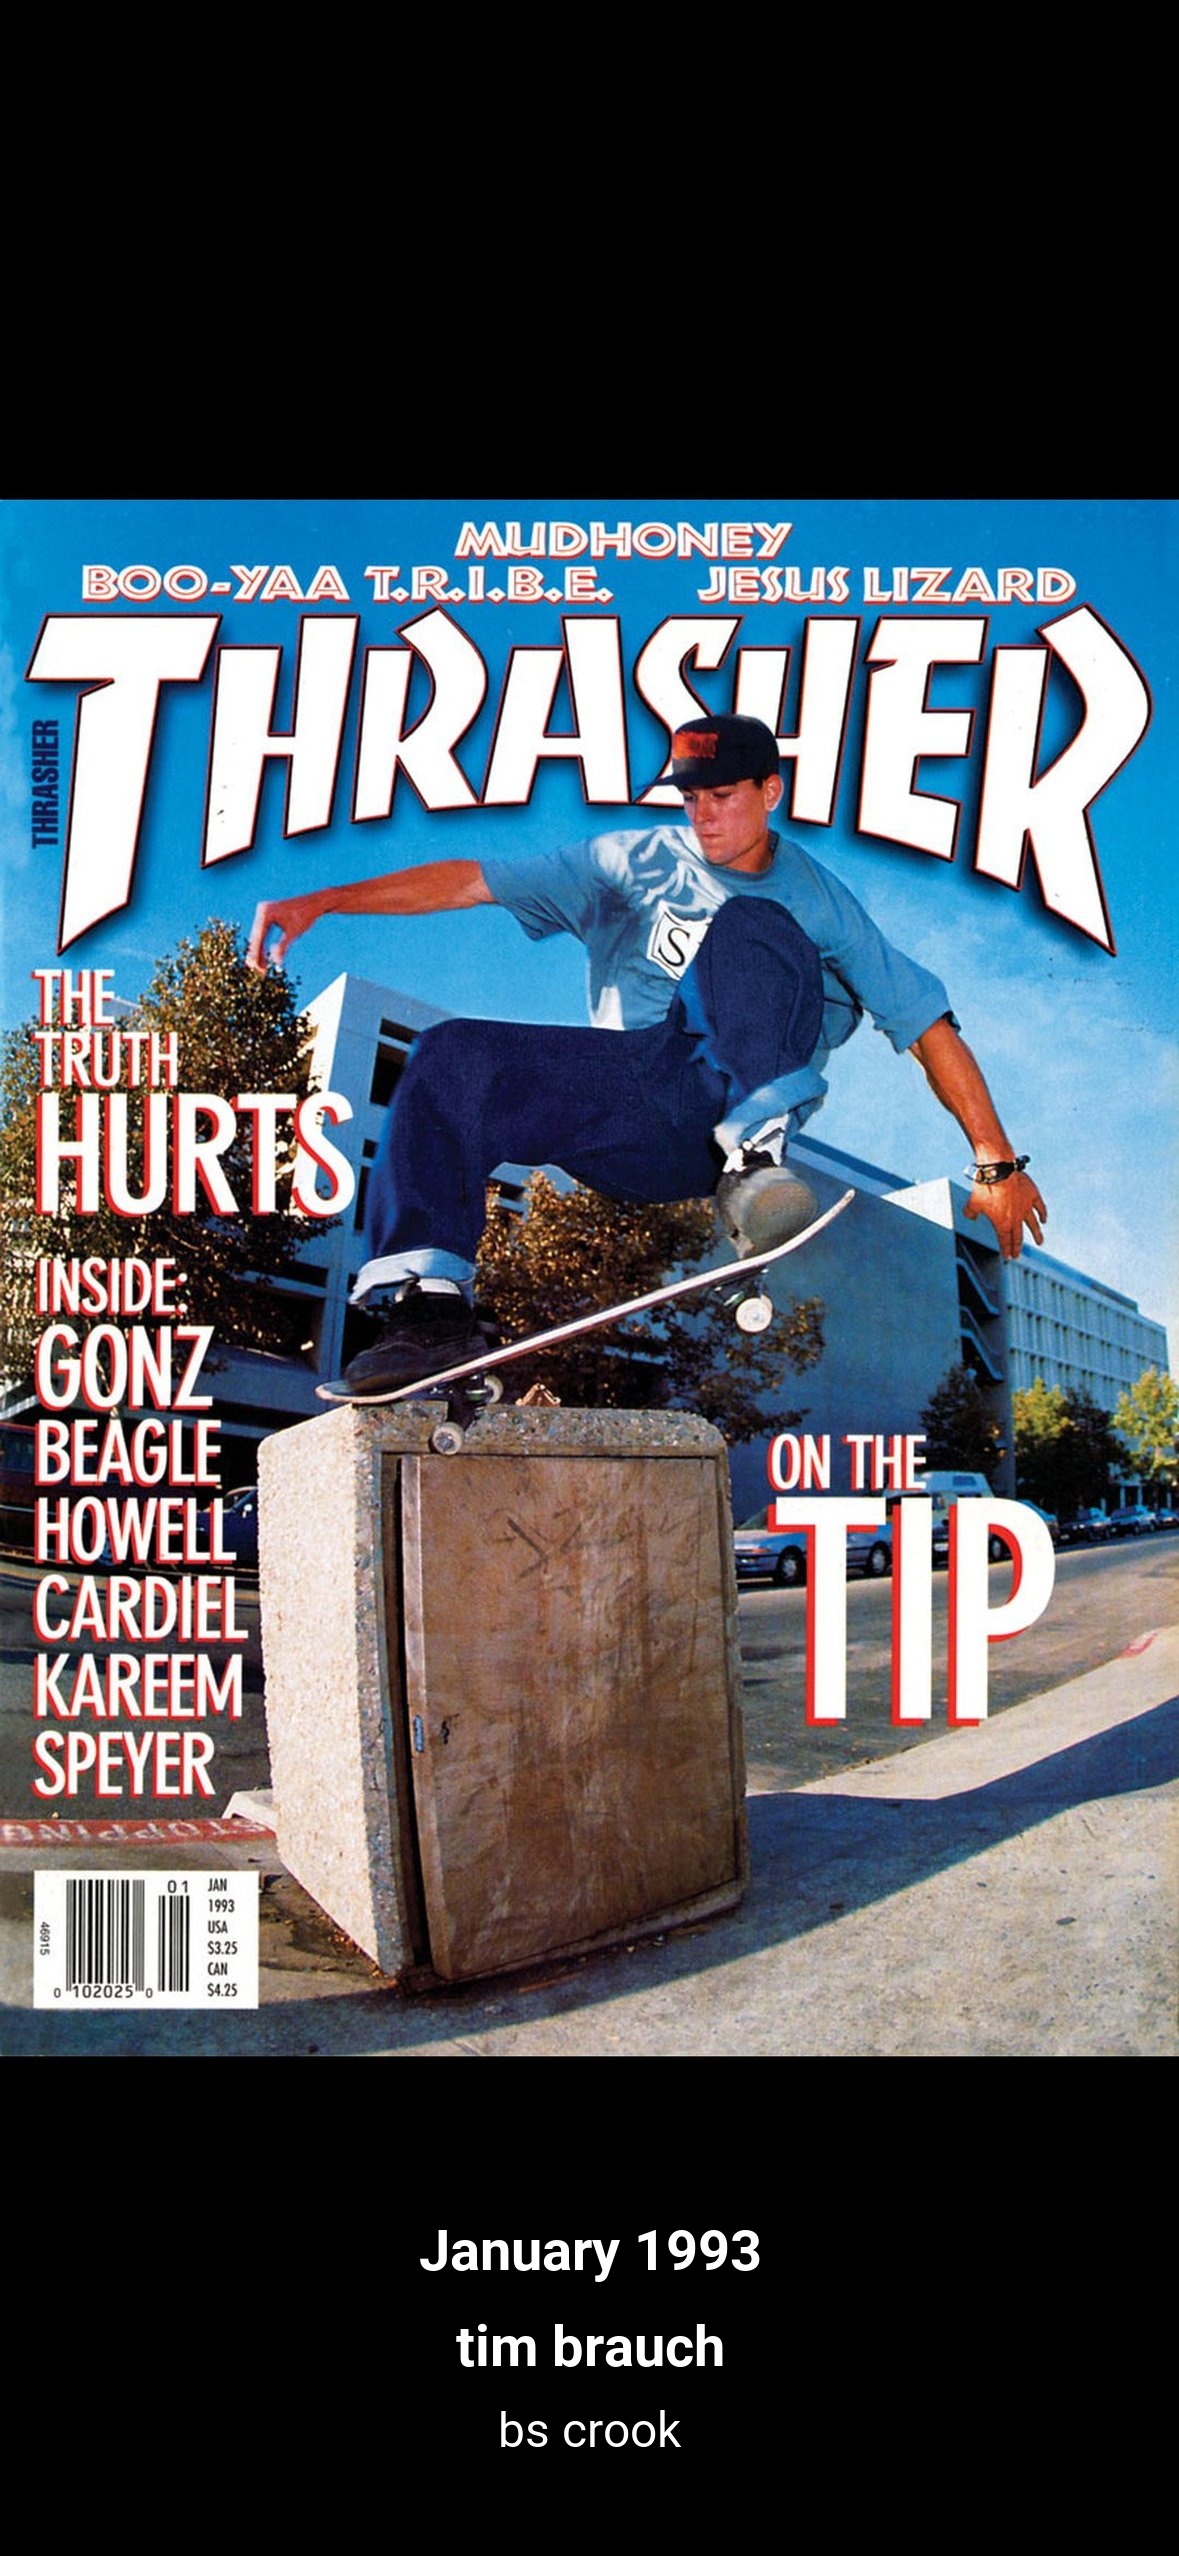 MUDHONEY
BOO-YAA T.R.I.B.E. JESUS LIZARD
THRASHER
THRASHER
S
THE
TRUTH
HURTS
INSIDE:
GONZ
BEAGLE
HOWELL
CARDIEL
KAREEM
SPEYER
ON THE
TIP
STOPPING
01
JAN
1993
USA
$3.25
CAN
$4.25
46915
0 102025 0
January 1993
tim brauch
bs crook